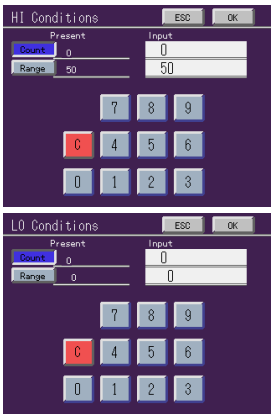 HI Conditions ESC OK
Present Input
Count 0 0
Range 50 50
7 8 9
C 4 5 6
0 1 2 3
LO Conditions ESC OK
Present Input
Count 0 0
Range 0 0
7 8 9
C 4 5 6
0 1 2 3